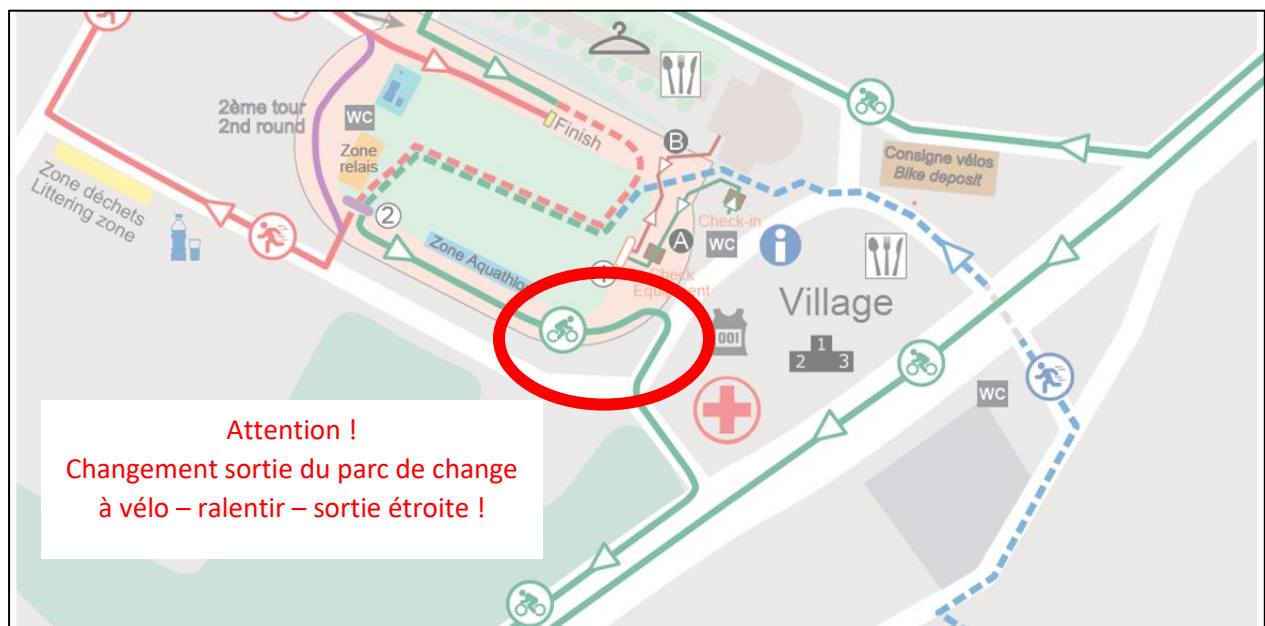 2ème tour
2nd round
WC
Zone
relais
Finish
B
Consigne vélos
Bike deposit
Zone déchets
Littering zone
2
Zone Aquathlon
Check-in
A
WC
i
1
Check
Equipment
Village
001
1
2 3
WC
Attention !
Changement sortie du parc de change
à vélo – ralentir – sortie étroite !